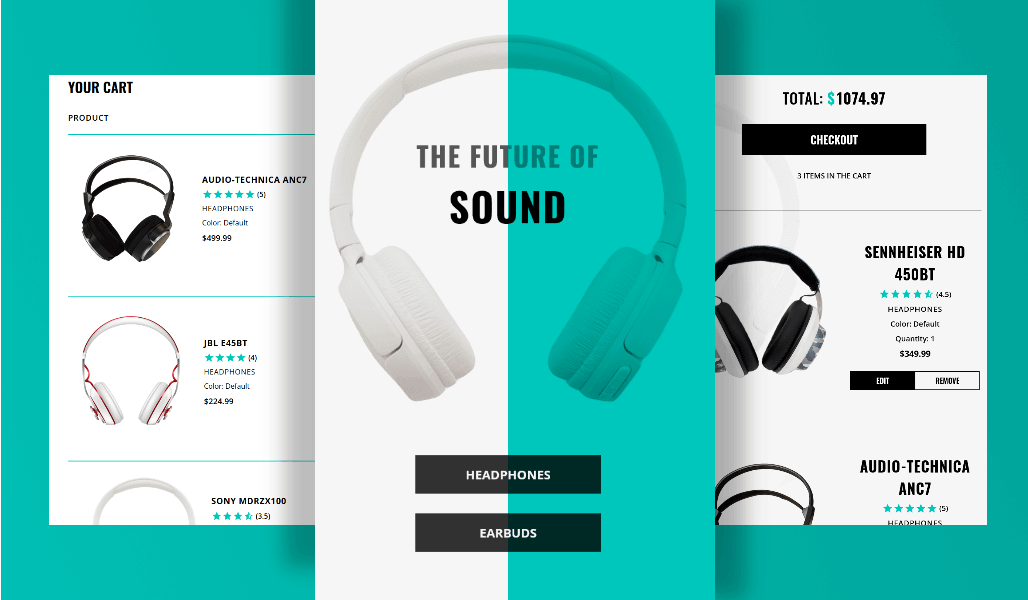 YOUR CART
PRODUCT
AUDIO-TECHNICA ANC7
(5)
HEADPHONES
Color: Default
$499.99
JBL E45BT
(4)
HEADPHONES
Color: Default
$224.99
SONY MDRZX100
(3.5)
THE FUTURE OF
SOUND
HEADPHONES
EARBUDS
TOTAL: $1074.97
CHECKOUT
3 ITEMS IN THE CART
SENNHEISER HD
450BT
(4.5)
HEADPHONES
Color: Default
Quantity: 1
$349.99
EDIT REMOVE
AUDIO-TECHNICA
ANC7
(5)
HEADPHONES